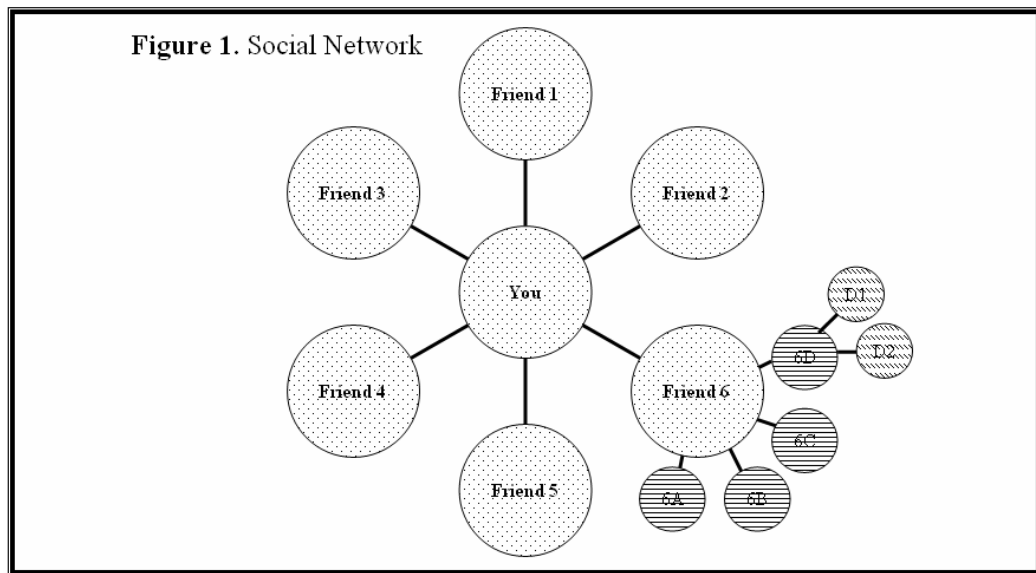 Figure 1. Social Network
Friend 1
Friend 3
Friend 2
You
D1
6D
D2
Friend 4
Friend 6
6C
Friend 5
6A
6B